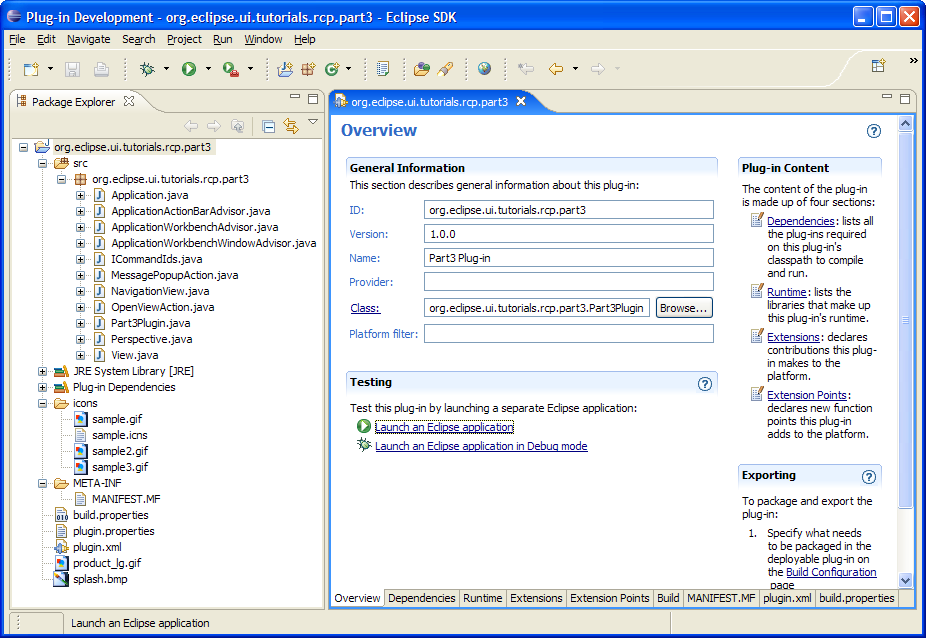 Plug-in Development - org.eclipse.ui.tutorials.rcp.part3 - Eclipse SDK
File Edit Navigate Search Project Run Window Help
Package Explorer
org.eclipse.ui.tutorials.rcp.part3
src
org.eclipse.ui.tutorials.rcp.part3
Application.java
ApplicationActionBarAdvisor.java
ApplicationWorkbenchAdvisor.java
ApplicationWorkbenchWindowAdvisor.java
ICommandIds.java
MessagePopupAction.java
NavigationView.java
OpenViewAction.java
Part3Plugin.java
Perspective.java
View.java
JRE System Library [JRE]
Plug-in Dependencies
icons
sample.gif
sample.icns
sample2.gif
sample3.gif
META-INF
MANIFEST.MF
build.properties
plugin.properties
plugin.xml
product_lg.gif
splash.bmp
org.eclipse.ui.tutorials.rcp.part3
Overview
General Information
This section describes general information about this plug-in:
ID: org.eclipse.ui.tutorials.rcp.part3
Version: 1.0.0
Name: Part3 Plug-in
Provider:
Class: org.eclipse.ui.tutorials.rcp.part3.Part3Plugin Browse...
Platform filter:
Testing
Test this plug-in by launching a separate Eclipse application:
Launch an Eclipse application
Launch an Eclipse application in Debug mode
Plug-in Content
The content of the plug-in
is made up of four sections:
Dependencies: lists all
the plug-ins required
on this plug-in's
classpath to compile
and run.
Runtime: lists the
libraries that make up
this plug-in's runtime.
Extensions: declares
contributions this plug-
in makes to the
platform.
Extension Points:
declares new function
points this plug-in
adds to the platform.
Exporting
To package and export the
plug-in:
1. Specify what needs
to be packaged in the
deployable plug-in on
the Build Configuration
page
Overview Dependencies Runtime Extensions Extension Points Build MANIFEST.MF plugin.xml build.properties
Launch an Eclipse application